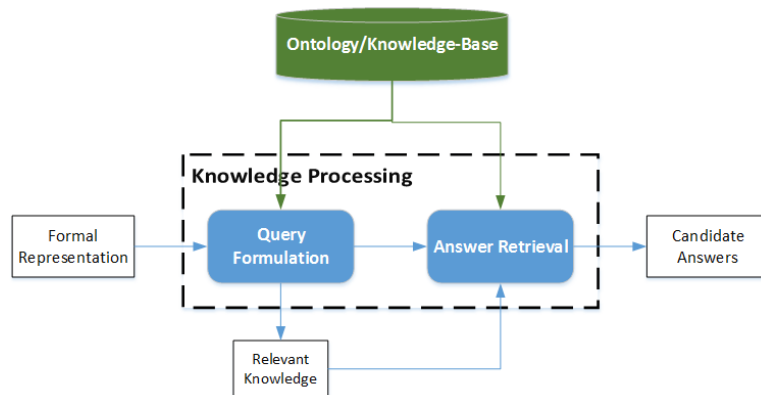 Ontology/Knowledge-Base
Knowledge Processing
Formal
Representation
Query
Formulation
Answer Retrieval
Candidate
Answers
Relevant
Knowledge